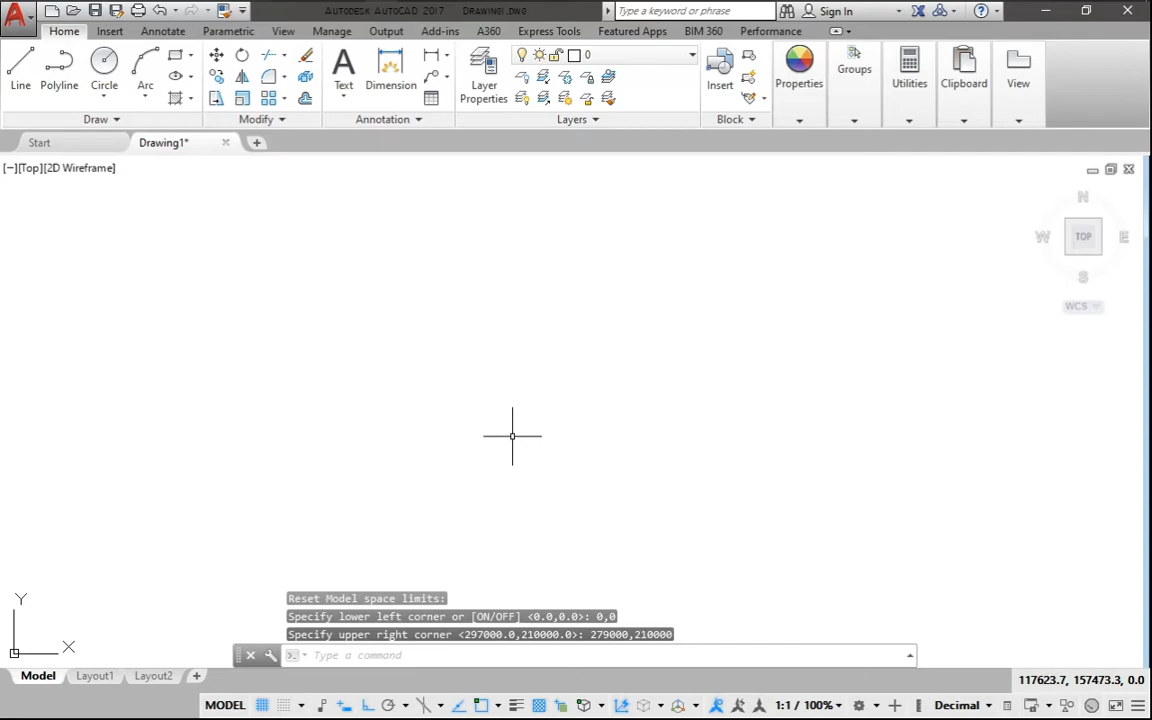 AUTODESK AUTOCAD 2017 DRAWING1.DWG
Type a keyword or phrase
Sign In
Home Insert Annotate Parametric View Manage Output Add-ins A360 Express Tools Featured Apps BIM 360 Performance
0
Line Polyline Circle Arc Text Dimension Layer Properties Insert Properties Groups Utilities Clipboard View
Draw Modify Annotation Layers Block
Start Drawing1*
[−][Top][2D Wireframe]
N
W TOP E
S
WCS
Y
X
Reset Model space limits:
Specify lower left corner or [ON/OFF] <0.0,0.0>: 0,0
Specify upper right corner <297000.0,210000.0>: 279000,210000
Type a command
Model Layout1 Layout2
117623.7, 157473.3, 0.0
MODEL 1:1 / 100% Decimal